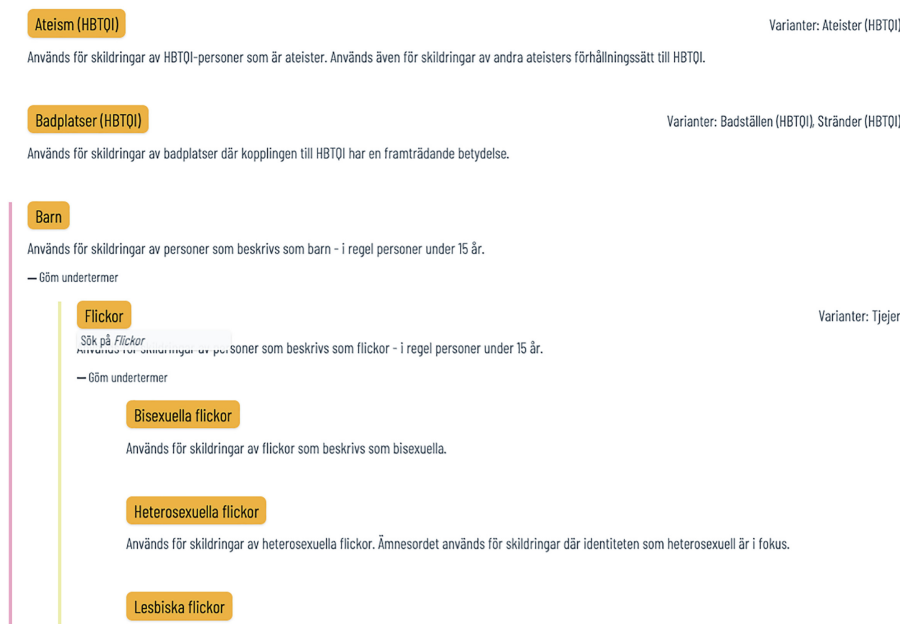 Ateism (HBTQI)
Varianter: Ateister (HBTQI)
Används för skildringar av HBTQI-personer som är ateister. Används även för skildringar av andra ateisters förhållningssätt till HBTQI.
Badplatser (HBTQI)
Varianter: Badställen (HBTQI), Stränder (HBTQI)
Används för skildringar av badplatser där kopplingen till HBTQI har en framträdande betydelse.
Barn
Används för skildringar av personer som beskrivs som barn - i regel personer under 15 år.
— Göm undertermer
Flickor
Varianter: Tjejer
Sök på Flickor
Används för skildringar av personer som beskrivs som flickor - i regel personer under 15 år.
— Göm undertermer
Bisexuella flickor
Används för skildringar av flickor som beskrivs som bisexuella.
Heterosexuella flickor
Används för skildringar av heterosexuella flickor. Ämnesordet används för skildringar där identiteten som heterosexuell är i fokus.
Lesbiska flickor